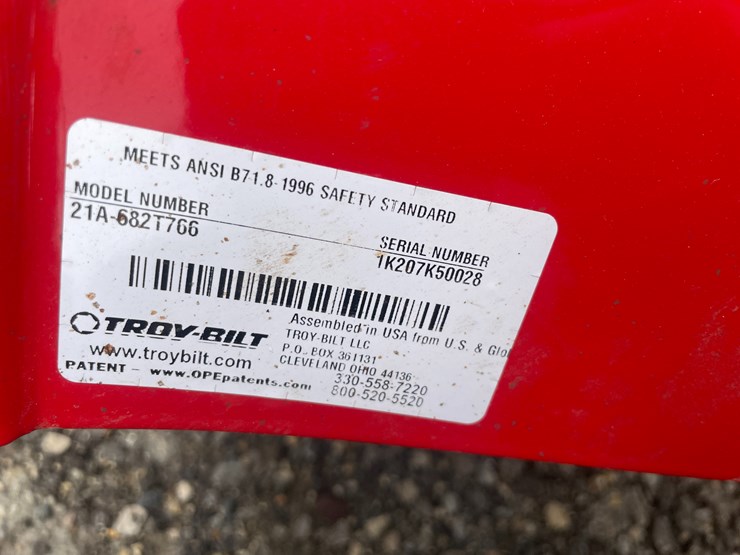 MEETS ANSI B71.8-1996 SAFETY STANDARD
MODEL NUMBER
21A-682T766
SERIAL NUMBER
1K207K50028
TROY-BILT
www.troybilt.com
PATENT - www.OPEpatents.com
Assembled in USA from U.S. & Glo
TROY-BILT LLC
P.O. BOX 361131
CLEVELAND OHIO 44136
330-558-7220
800-520-5520